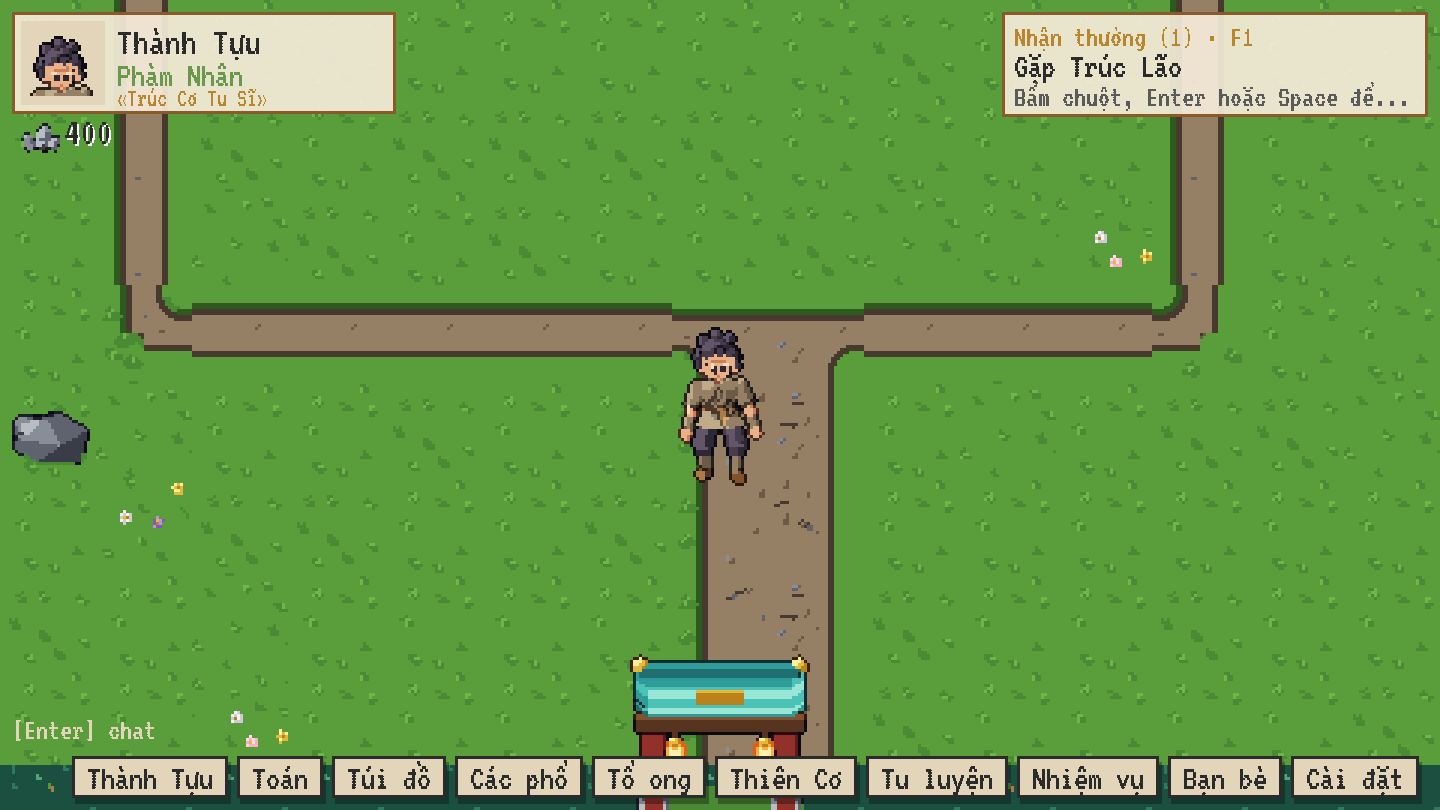 Thành Tựu
Phàm Nhân
«Trúc Cơ Tu Sĩ»
400
Nhận thưởng (1) · F1
Gặp Trúc Lão
Bấm chuột, Enter hoặc Space để...
[Enter] chat
Thành Tựu
Toán
Túi đồ
Các phổ
Tổ ong
Thiên Cơ
Tu luyện
Nhiệm vụ
Bạn bè
Cài đặt